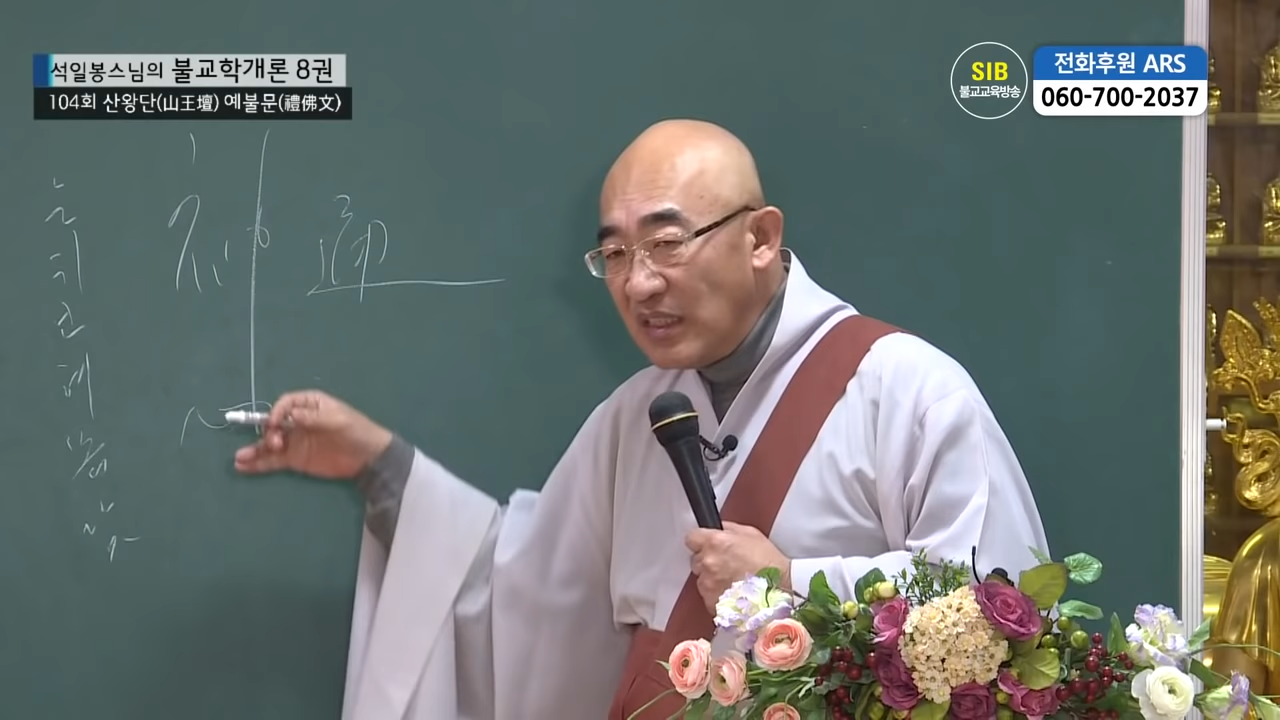 석일봉스님의 불교학개론 8권
104회 산왕단(山王壇) 예불문(禮佛文)
SIB
불교교육방송
전화후원 ARS
060-700-2037
神通